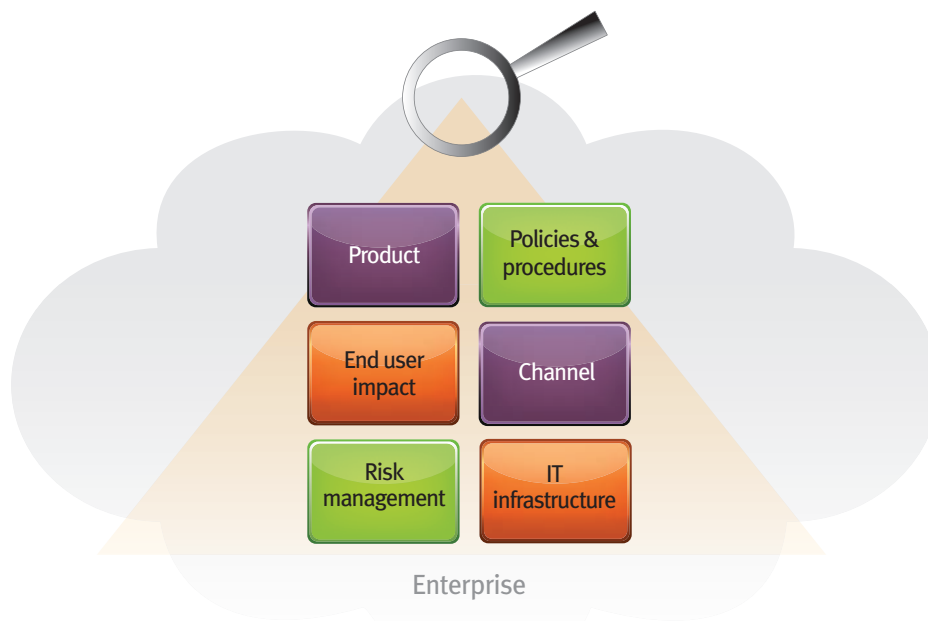 Product
Policies &
procedures
End user
impact
Channel
Risk
management
IT
infrastructure
Enterprise